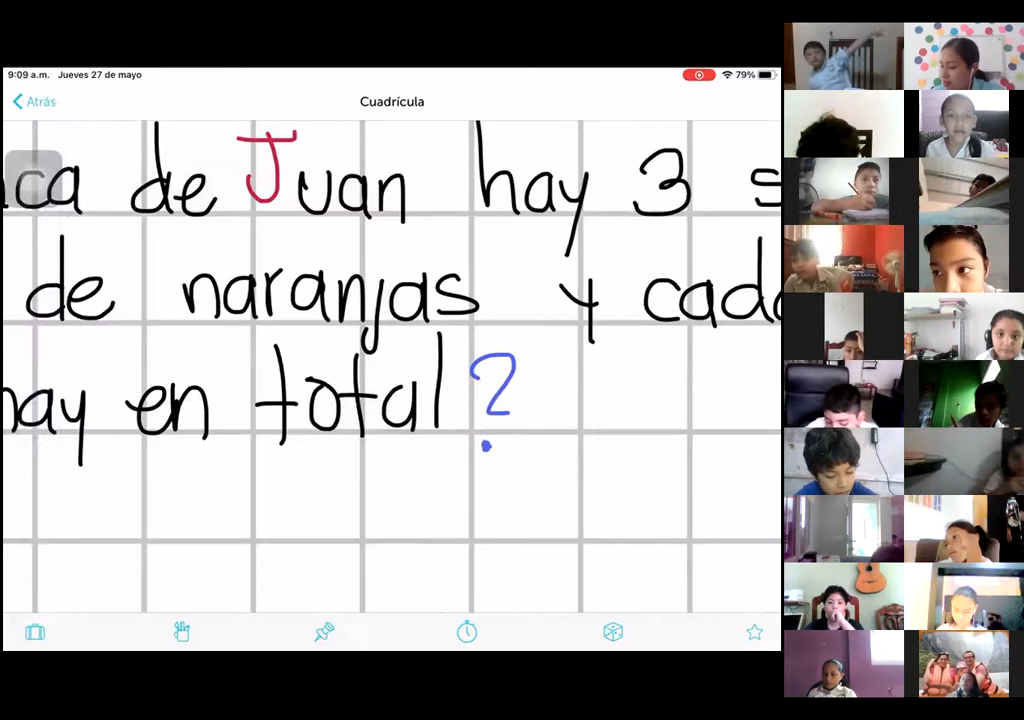 9:09 a.m. Jueves 27 de mayo 79%
Atrás Cuadrícula
ca de Juan hay 3 s
de naranjas y cada
hay en total?